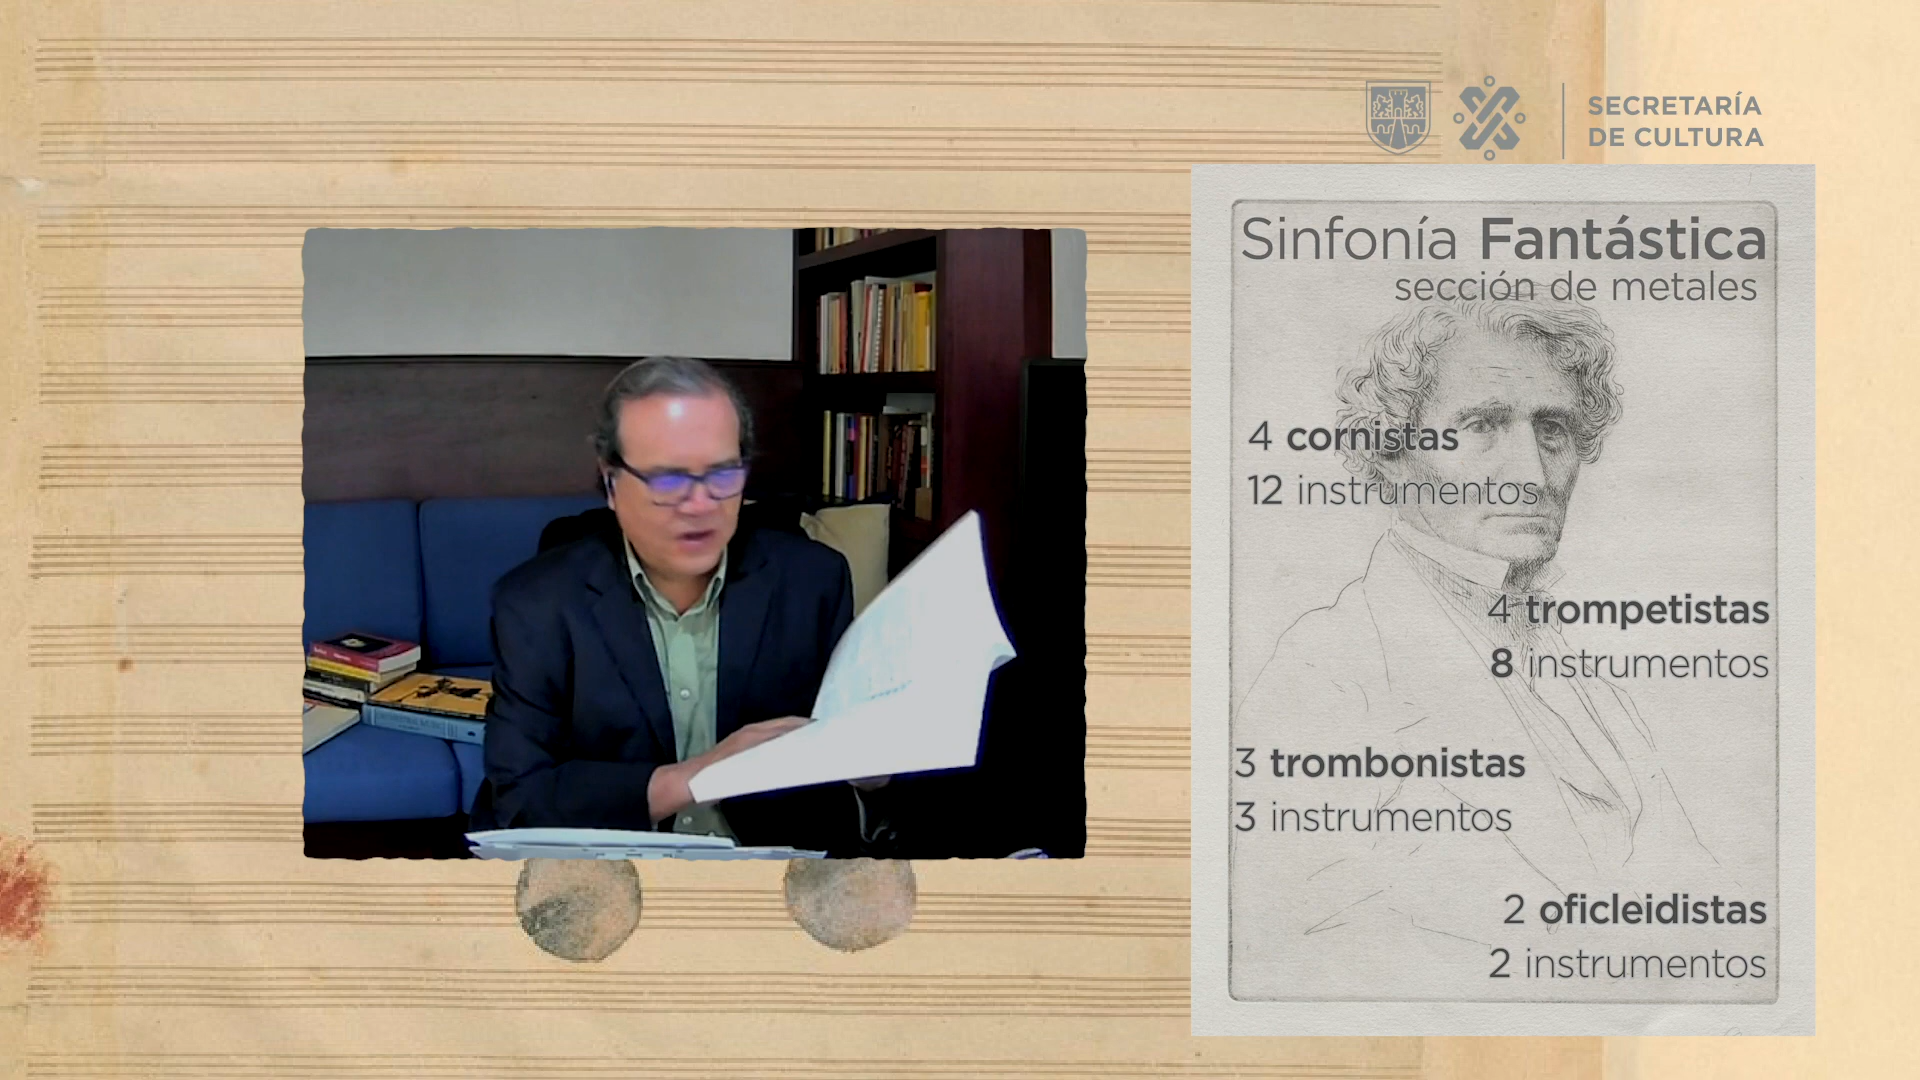 SECRETARÍA
DE CULTURA
Sinfonía Fantástica
sección de metales
4 cornistas
12 instrumentos
4 trompetistas
8 instrumentos
3 trombonistas
3 instrumentos
2 oficleidistas
2 instrumentos